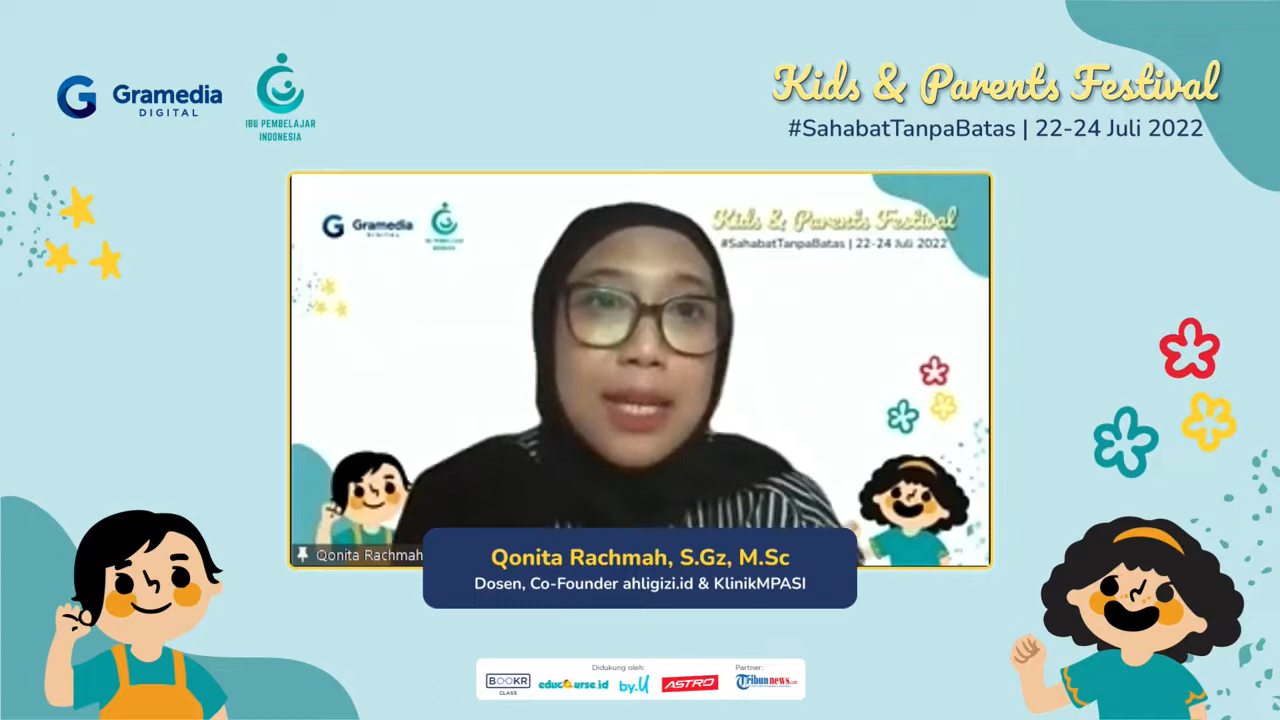 Gramedia
DIGITAL
IBU PEMBELAJAR
INDONESIA
Kids & Parents Festival
#SahabatTanpaBatas | 22-24 Juli 2022
Gramedia
DIGITAL
Kids & Parents Festival
#SahabatTanpaBatas | 22-24 Juli 2022
Qonita Rachmah
Qonita Rachmah, S.Gz, M.Sc
Dosen, Co-Founder ahligizi.id & KlinikMPASI
Didukung oleh:
Partner:
BOOKR
CLASS
educourse.id
by.U
ASTRO
Tribunnews.com